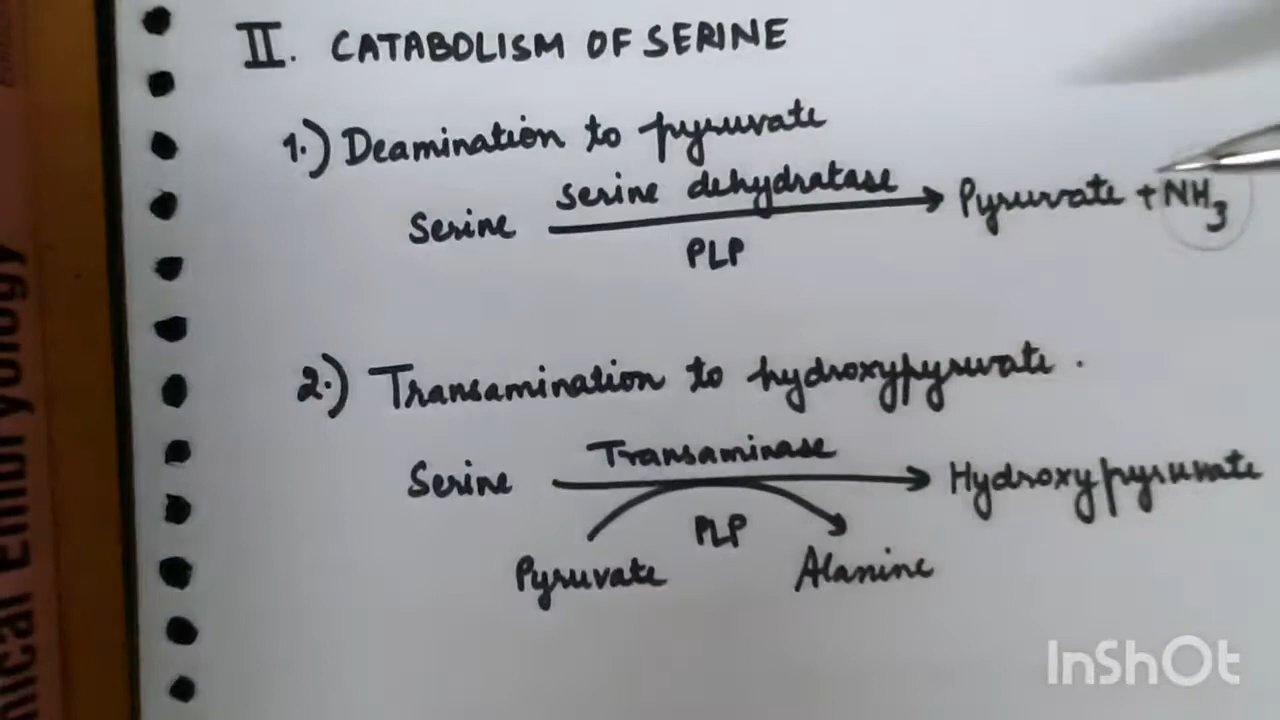 II. CATABOLISM OF SERINE
1.) Deamination to pyruvate
serine dehydratase
Serine → Pyruvate + NH3
PLP
2.) Transamination to hydroxypyruvate.
Transaminase
Serine → Hydroxypyruvate
PLP
Pyruvate Alanine
Embryology
InShOt